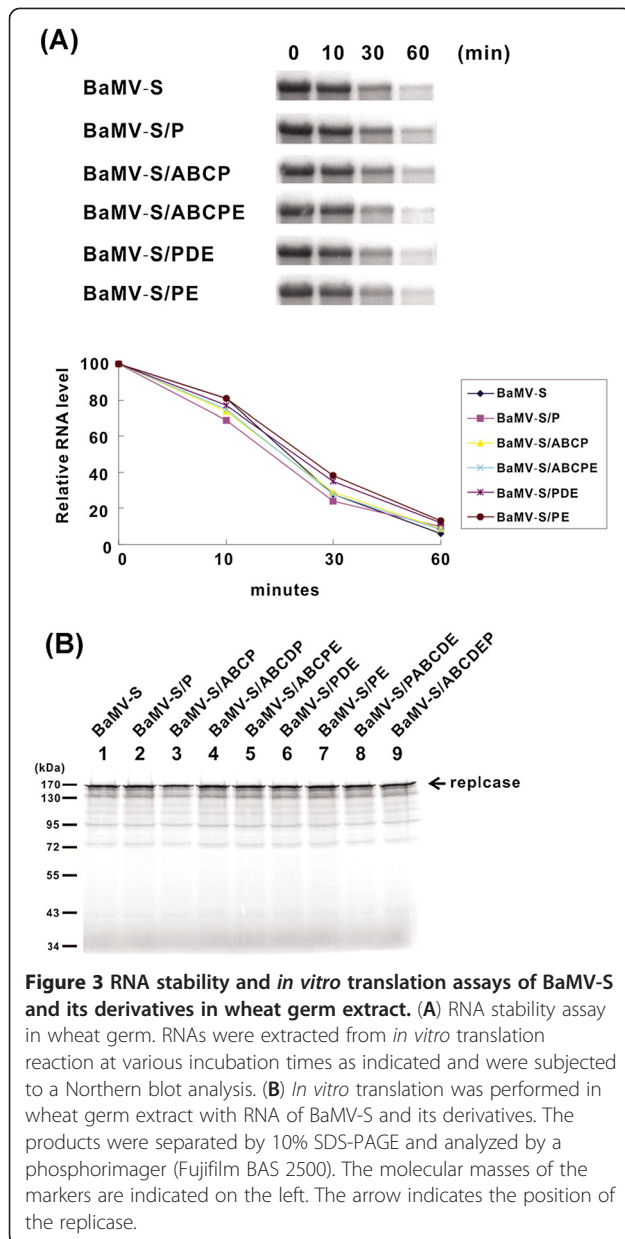 (A)
0 10 30 60 (min)
BaMV-S
BaMV-S/P
BaMV-S/ABCP
BaMV-S/ABCPE
BaMV-S/PDE
BaMV-S/PE
100
80
60
40
20
0
Relative RNA level
0 10 30 60
minutes
BaMV-S
BaMV-S/P
BaMV-S/ABCP
BaMV-S/ABCPE
BaMV-S/PDE
BaMV-S/PE
(B)
BaMV-S
BaMV-S/P
BaMV-S/ABCP
BaMV-S/ABCDP
BaMV-S/ABCPE
BaMV-S/PDE
BaMV-S/PE
BaMV-S/PABCDE
BaMV-S/ABCDEP
1 2 3 4 5 6 7 8 9
(kDa)
170
130
95
72
55
43
34
replcase
Figure 3 RNA stability and in vitro translation assays of BaMV-S
and its derivatives in wheat germ extract. (A) RNA stability assay
in wheat germ. RNAs were extracted from in vitro translation
reaction at various incubation times as indicated and were subjected
to a Northern blot analysis. (B) In vitro translation was performed in
wheat germ extract with RNA of BaMV-S and its derivatives. The
products were separated by 10% SDS-PAGE and analyzed by a
phosphorimager (Fujifilm BAS 2500). The molecular masses of the
markers are indicated on the left. The arrow indicates the position of
the replicase.